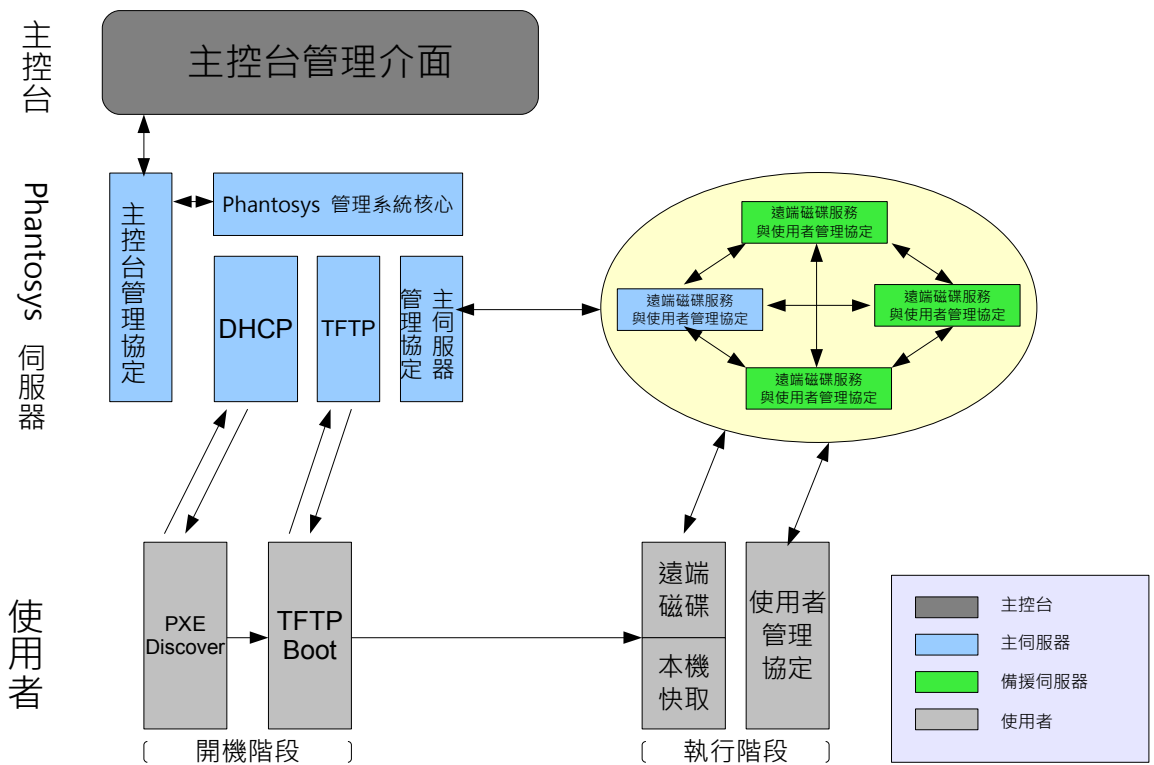 主控台
主控台管理介面
Phantosys 伺服器
主控台管理協定
Phantosys 管理系統核心
DHCP
TFTP
主伺服器
管理協定
遠端磁碟服務
與使用者管理協定
遠端磁碟服務
與使用者管理協定
遠端磁碟服務
與使用者管理協定
遠端磁碟服務
與使用者管理協定
使用者
PXE
Discover
TFTP
Boot
遠端
磁碟
本機
快取
使用者
管理
協定
開機階段
執行階段
主控台
主伺服器
備援伺服器
使用者